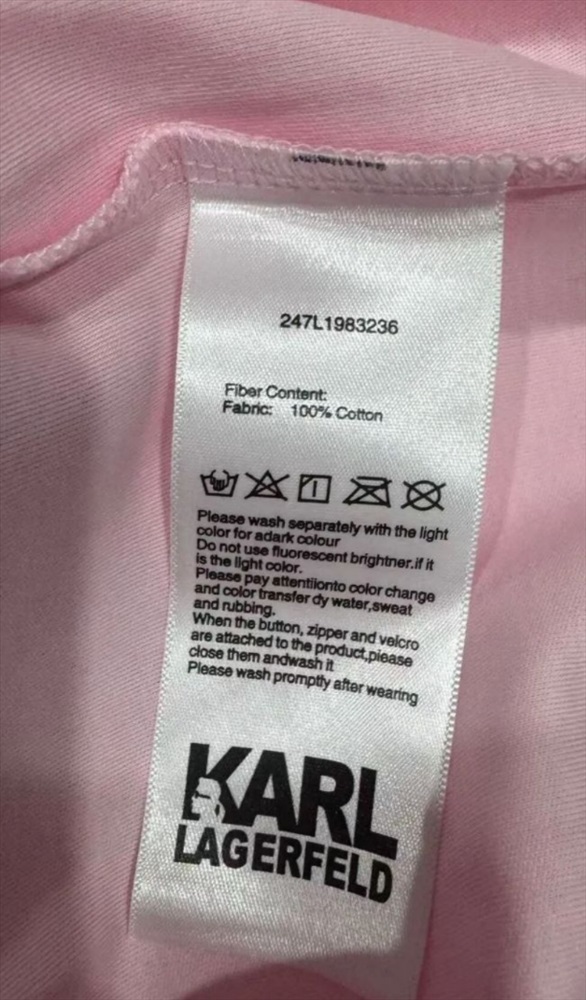 247L1983236
Fiber Content:
Fabric: 100% Cotton
Please wash separately with the light
color for adark colour
Do not use fluorescent brightner.if it
is the light color.
Please pay attentiionto color change
and color transfer dy water,sweat
and rubbing.
When the button, zipper and velcro
are attached to the product,please
close them andwash it
Please wash promptly after wearing
KARL
LAGERFELD